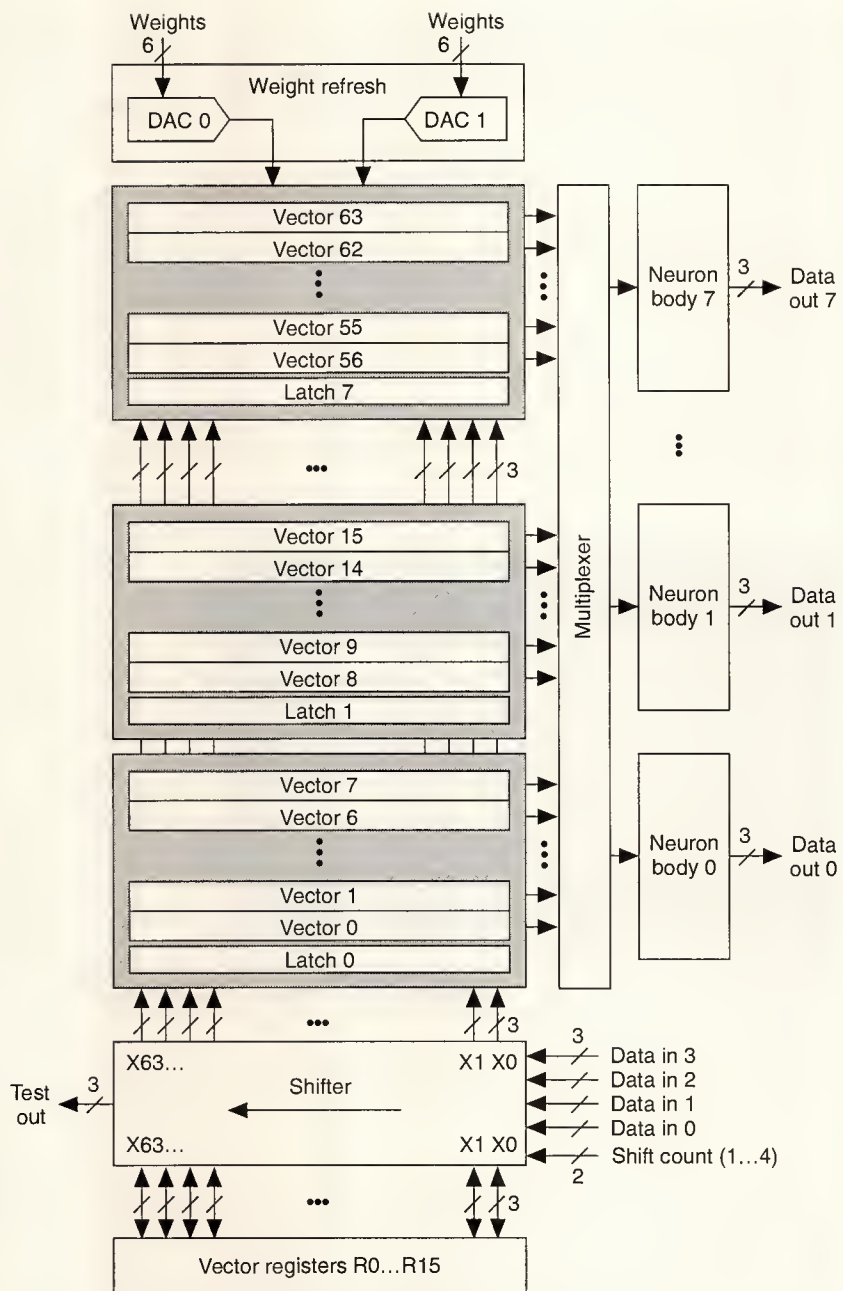 Weights
6
Weights
6
Weight refresh
DAC 0
DAC 1
Vector 63
Vector 62
Vector 55
Vector 56
Latch 7
3
Vector 15
Vector 14
Vector 9
Vector 8
Latch 1
Vector 7
Vector 6
Vector 1
Vector 0
Latch 0
3
Multiplexer
Neuron
body 7
3
Data
out 7
Neuron
body 1
3
Data
out 1
Neuron
body 0
3
Data
out 0
X63...
X1 X0
Shifter
X63...
X1 X0
Test
out
3
3
Data in 3
Data in 2
Data in 1
Data in 0
Shift count (1...4)
2
3
Vector registers R0...R15